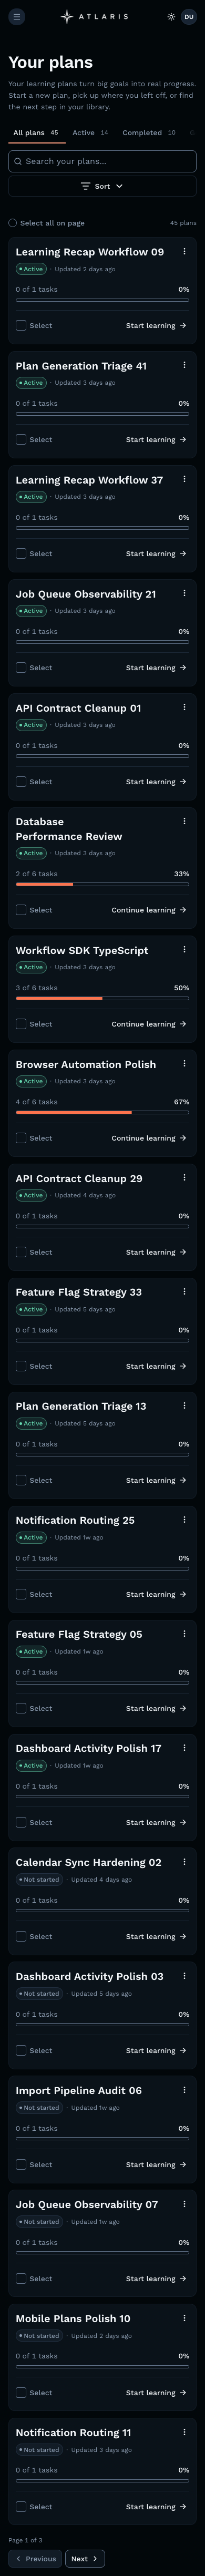 ATLARIS
DU
Your plans
Your learning plans turn big goals into real progress.
Start a new plan, pick up where you left off, or find
the next step in your library.
All plans 45 Active 14 Completed 10
Search your plans...
Sort
Select all on page 45 plans
Learning Recap Workflow 09
Active · Updated 2 days ago
0 of 1 tasks 0%
Select Start learning →
Plan Generation Triage 41
Active · Updated 3 days ago
0 of 1 tasks 0%
Select Start learning →
Learning Recap Workflow 37
Active · Updated 3 days ago
0 of 1 tasks 0%
Select Start learning →
Job Queue Observability 21
Active · Updated 3 days ago
0 of 1 tasks 0%
Select Start learning →
API Contract Cleanup 01
Active · Updated 3 days ago
0 of 1 tasks 0%
Select Start learning →
Database
Performance Review
Active · Updated 3 days ago
2 of 6 tasks 33%
Select Continue learning →
Workflow SDK TypeScript
Active · Updated 3 days ago
3 of 6 tasks 50%
Select Continue learning →
Browser Automation Polish
Active · Updated 3 days ago
4 of 6 tasks 67%
Select Continue learning →
API Contract Cleanup 29
Active · Updated 4 days ago
0 of 1 tasks 0%
Select Start learning →
Feature Flag Strategy 33
Active · Updated 5 days ago
0 of 1 tasks 0%
Select Start learning →
Plan Generation Triage 13
Active · Updated 5 days ago
0 of 1 tasks 0%
Select Start learning →
Notification Routing 25
Active · Updated 1w ago
0 of 1 tasks 0%
Select Start learning →
Feature Flag Strategy 05
Active · Updated 1w ago
0 of 1 tasks 0%
Select Start learning →
Dashboard Activity Polish 17
Active · Updated 1w ago
0 of 1 tasks 0%
Select Start learning →
Calendar Sync Hardening 02
Not started · Updated 4 days ago
0 of 1 tasks 0%
Select Start learning →
Dashboard Activity Polish 03
Not started · Updated 5 days ago
0 of 1 tasks 0%
Select Start learning →
Import Pipeline Audit 06
Not started · Updated 1w ago
0 of 1 tasks 0%
Select Start learning →
Job Queue Observability 07
Not started · Updated 1w ago
0 of 1 tasks 0%
Select Start learning →
Mobile Plans Polish 10
Not started · Updated 2 days ago
0 of 1 tasks 0%
Select Start learning →
Notification Routing 11
Not started · Updated 3 days ago
0 of 1 tasks 0%
Select Start learning →
Page 1 of 3
Previous Next